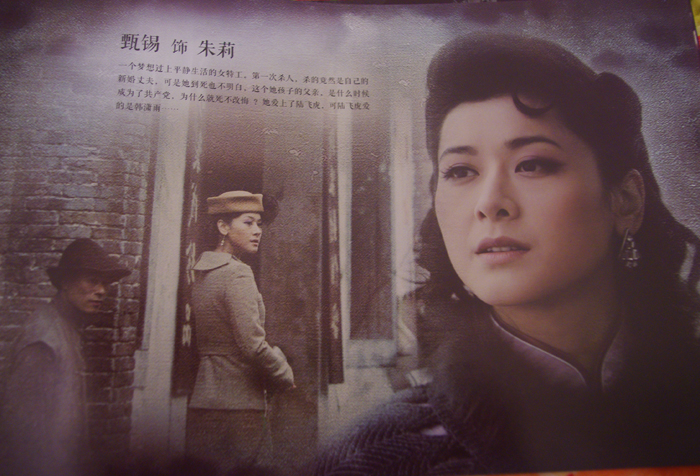 甄锡 饰 朱莉
一个梦想过上平静生活的女特工，第一次杀人，杀的竟然是自己的
新婚丈夫，可是她到死也不明白，这个她孩子的父亲，是什么时候
成为了共产党，为什么就死不改悔？她爱上了陆飞虎，可陆飞虎爱
的是郭潇雨……